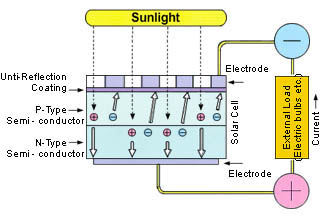 Sunlight
Unti-Reflection
Coating
P-Type
Semi - conductor
N-Type
Semi - conductor
Electrode
Solar Cell
Electrode
External Load
(Electric bulbs etc.)
Current
−
+
+ − + −
+ − + − +